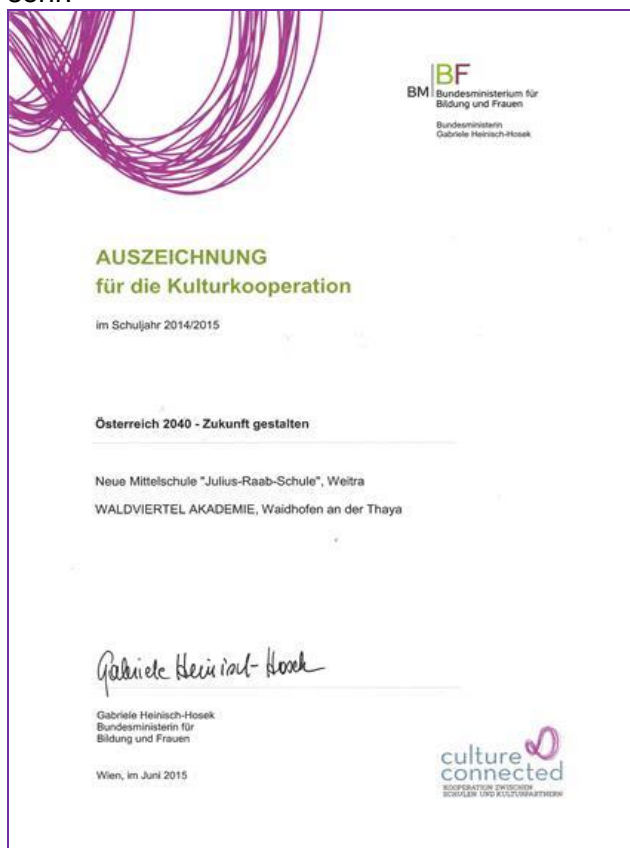 BMBF
Bundesministerium für
Bildung und Frauen
Bundesministerin
Gabriele Heinisch-Hosek
AUSZEICHNUNG
für die Kulturkooperation
im Schuljahr 2014/2015
Österreich 2040 - Zukunft gestalten
Neue Mittelschule "Julius-Raab-Schule", Weitra
WALDVIERTEL AKADEMIE, Waidhofen an der Thaya
Gabriele Heinisch-Hosek
Gabriele Heinisch-Hosek
Bundesministerin für
Bildung und Frauen
Wien, im Juni 2015
culture
connected
KOOPERATION ZWISCHEN
SCHULEN UND KULTURPARTNERN